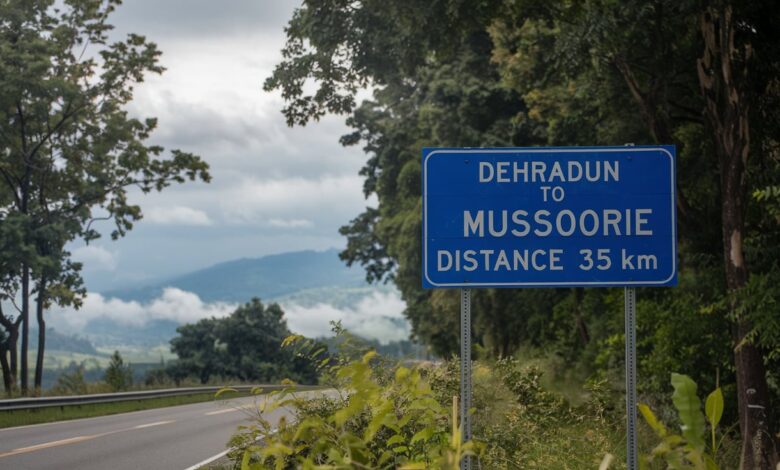 DEHRADUN
TO
MUSSOORIE
DISTANCE 35 km